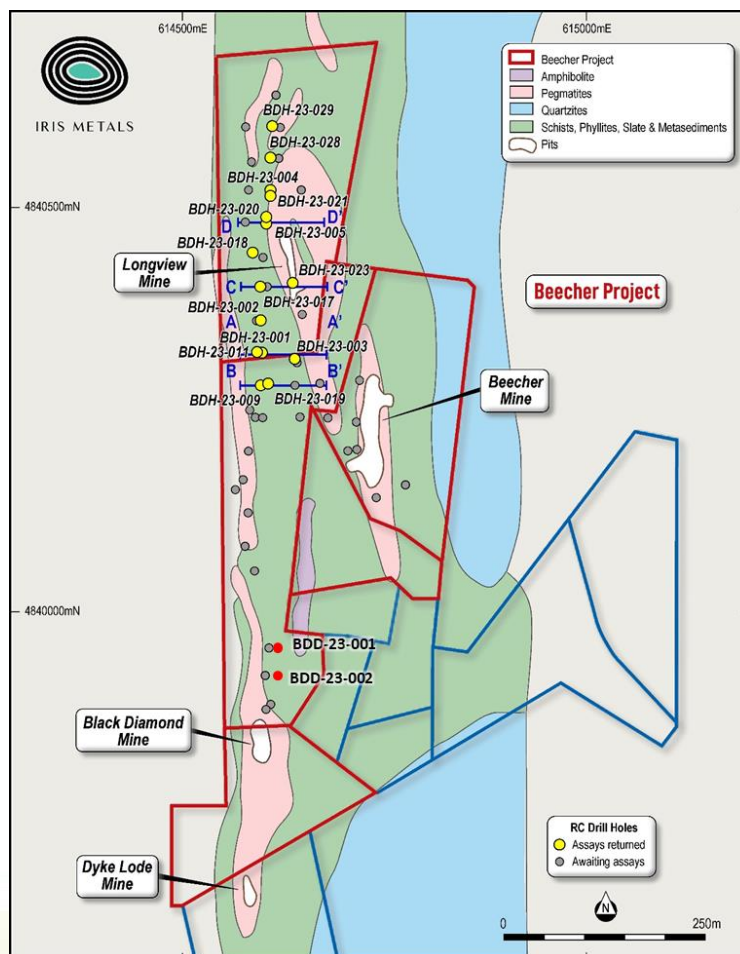 614500mE
615000mE
IRIS METALS
Beecher Project
Amphibolite
Pegmatites
Quartzites
Schists, Phyllites, Slate & Metasediments
Pits
BDH-23-029
BDH-23-028
BDH-23-004
4840500mN
BDH-23-021
BDH-23-020
D
D'
BDH-23-005
BDH-23-018
Longview
Mine
BDH-23-023
C
C'
Beecher Project
BDH-23-017
BDH-23-002
A
A'
BDH-23-001
BDH-23-003
BDH-23-011
B
B'
Beecher
Mine
BDH-23-009
BDH-23-019
4840000mN
BDD-23-001
BDD-23-002
Black Diamond
Mine
RC Drill Holes
Assays returned
Awaiting assays
Dyke Lode
Mine
N
0
250m